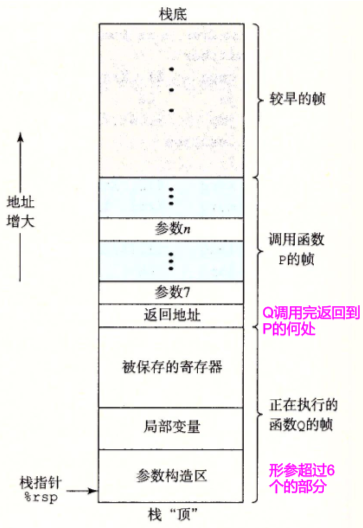 栈底
较早的帧
地址
增大
参数n
调用函数
P的帧
参数7
返回地址
Q调用完返回到
P的何处
被保存的寄存器
正在执行的
函数Q的帧
局部变量
栈指针
%rsp
参数构造区
形参超过6
个的部分
栈“顶”